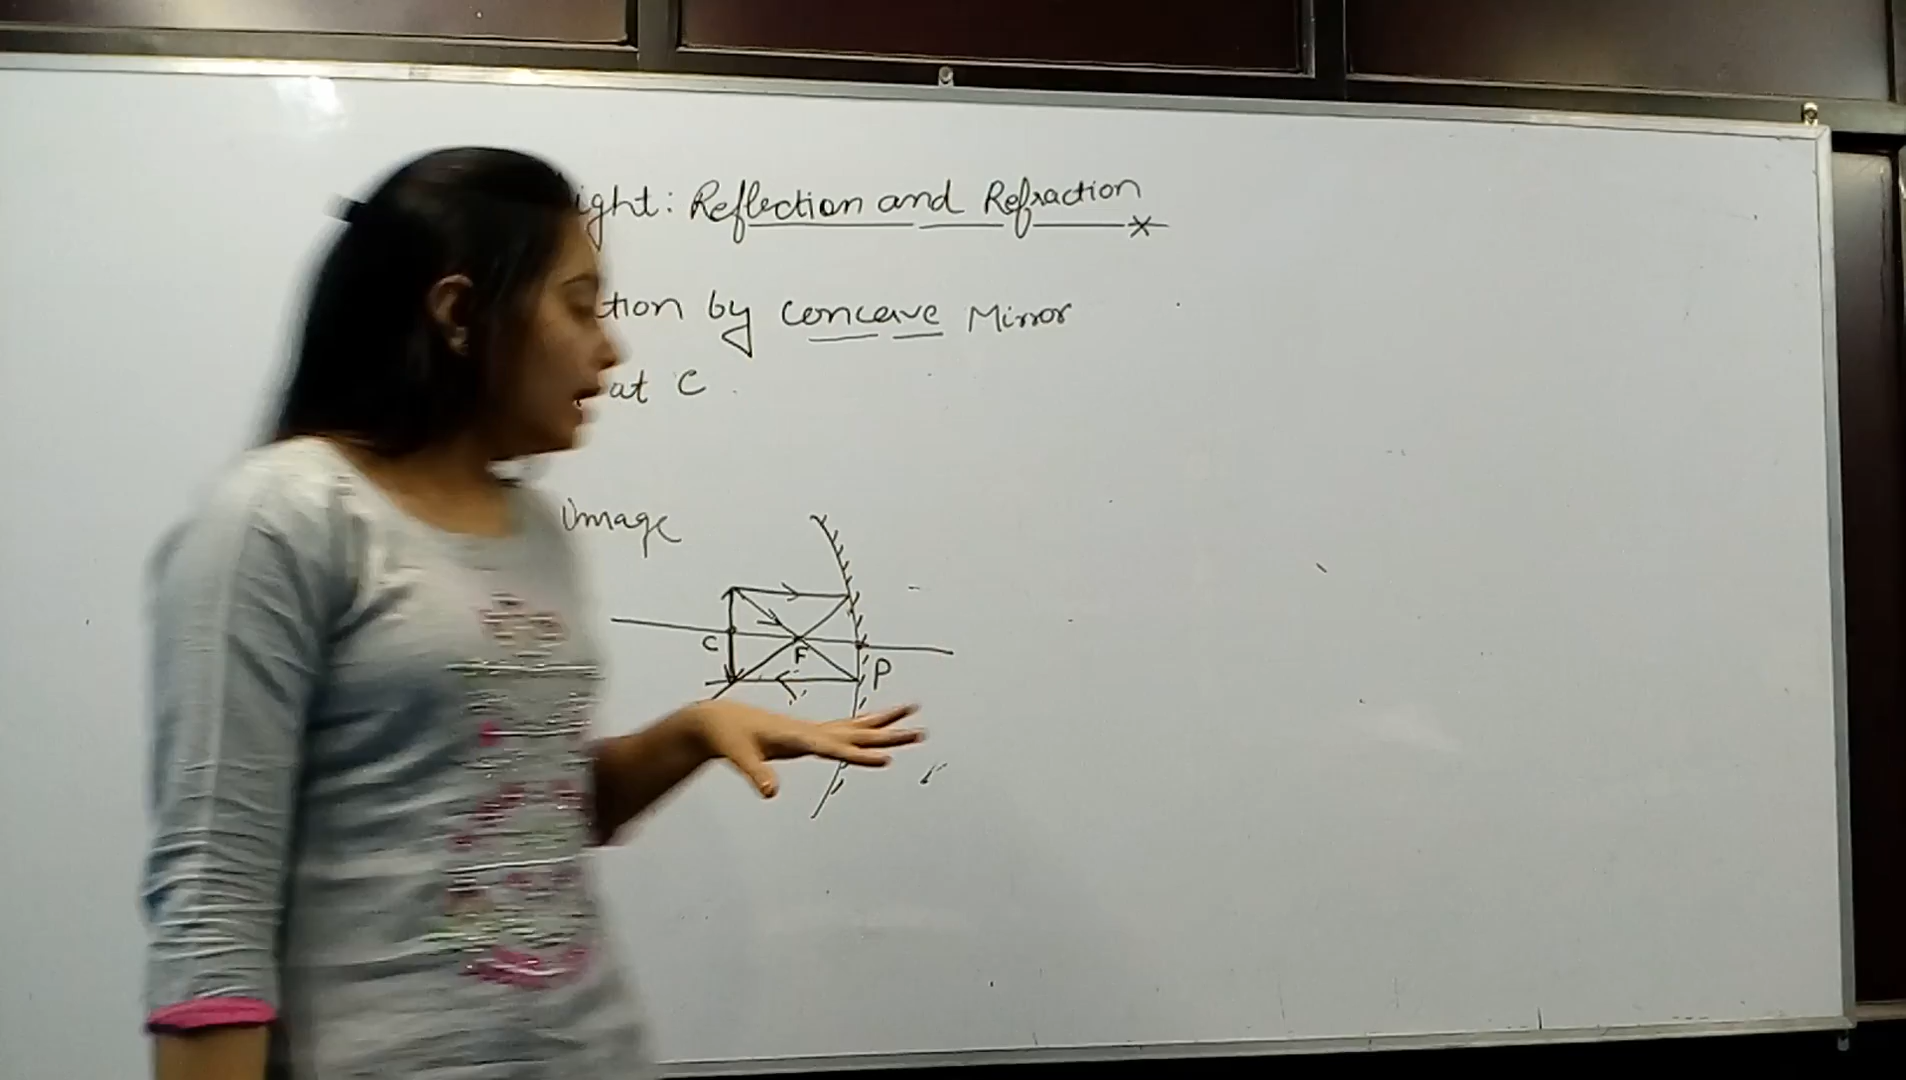 ight: Reflection and Refraction
tion by concave Mirror
at C
Image
C
F
P